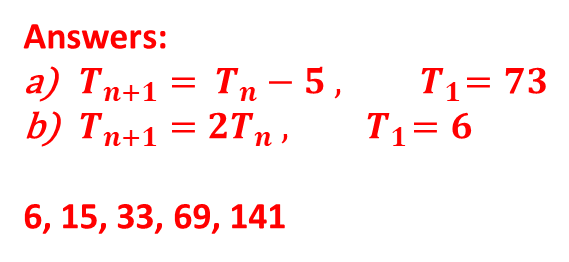 Answers:
a) Tₙ₊₁ = Tₙ − 5 , T₁= 73
b) Tₙ₊₁ = 2Tₙ , T₁= 6
6, 15, 33, 69, 141